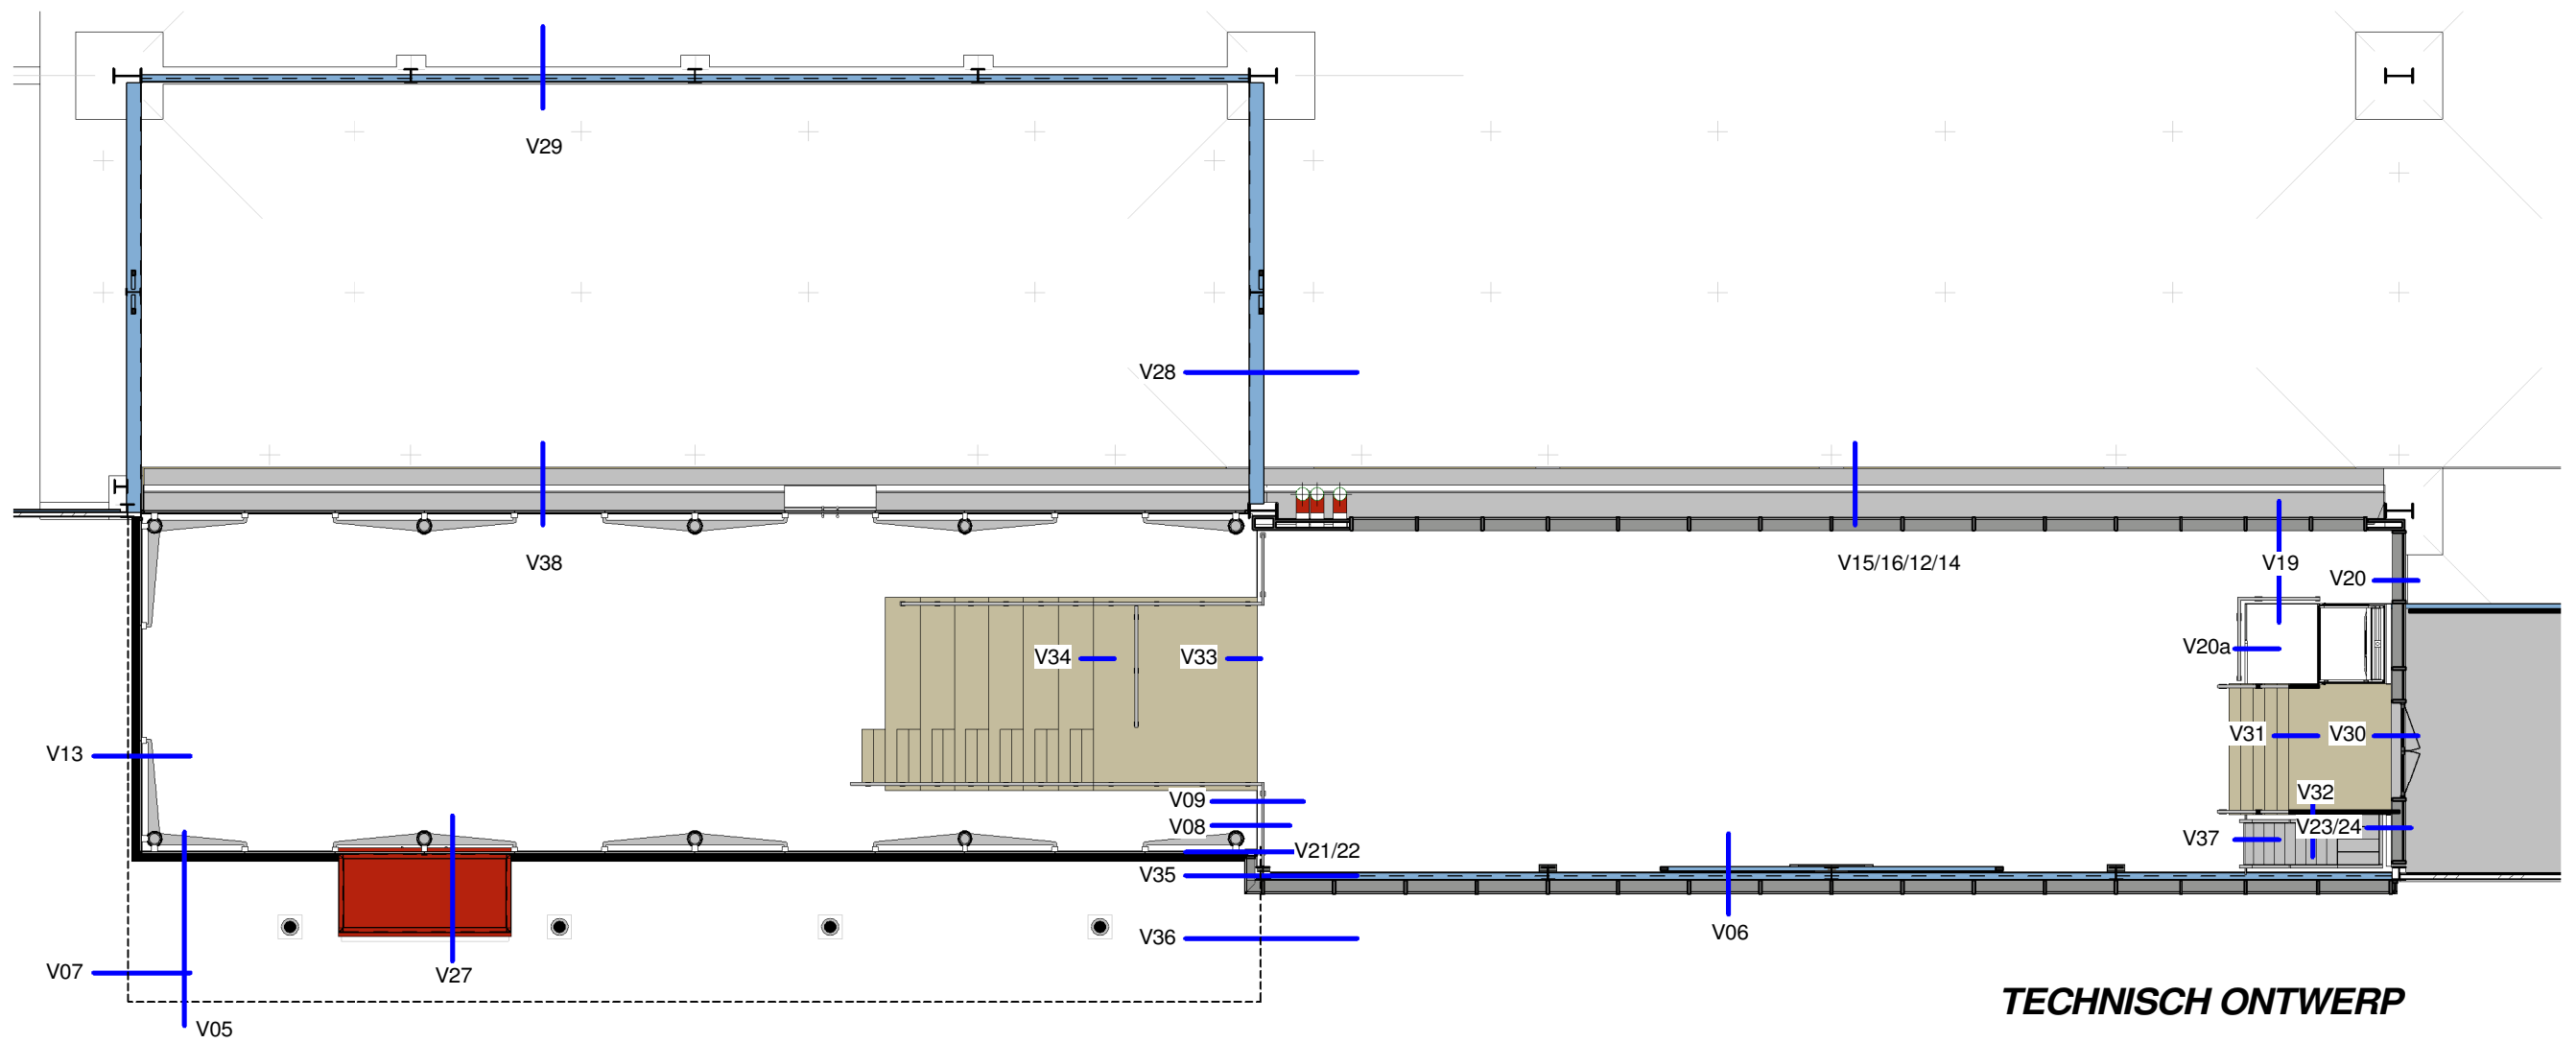 V29
V28
V38
V15/16/12/14
V19
V20
V34
V33
V20a
V13
V31
V30
V32
V09
V08
V23/24
V37
V21/22
V35
V06
V36
V07
V27
TECHNISCH ONTWERP
V05